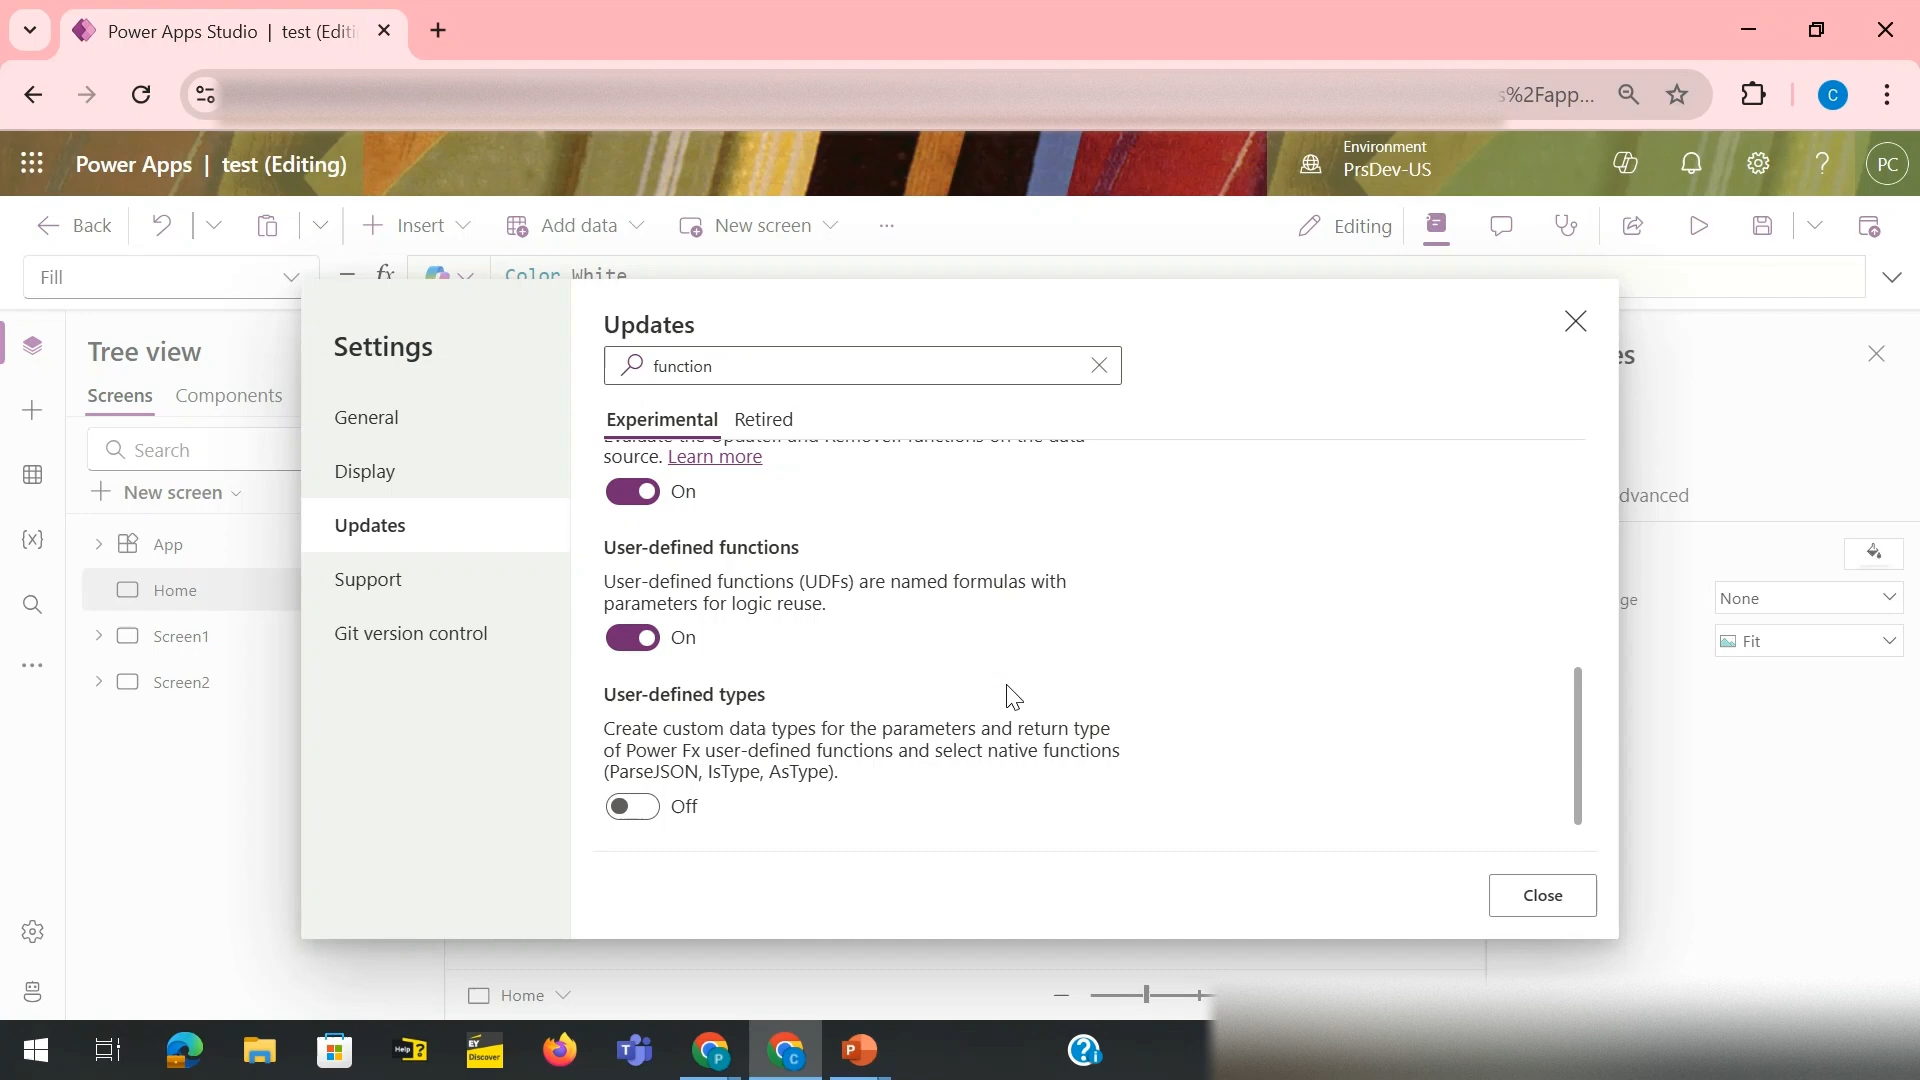 Power Apps Studio | test (Editi
%2Fapp...
C
Power Apps | test (Editing)
Environment
PrsDev-US
PC
Back
Insert
Add data
New screen
...
Editing
Fill
= fx
Color.White
Settings
General
Display
Updates
Support
Git version control
Updates
function
Experimental Retired
source. Learn more
On
User-defined functions
User-defined functions (UDFs) are named formulas with
parameters for logic reuse.
On
User-defined types
Create custom data types for the parameters and return type
of Power Fx user-defined functions and select native functions
(ParseJSON, IsType, AsType).
Off
Close
Tree view
Screens Components
Search
New screen
App
Home
Screen1
Screen2
es
dvanced
ge
None
Fit
Home
Help ?
EY
Discover
T
P
C
P